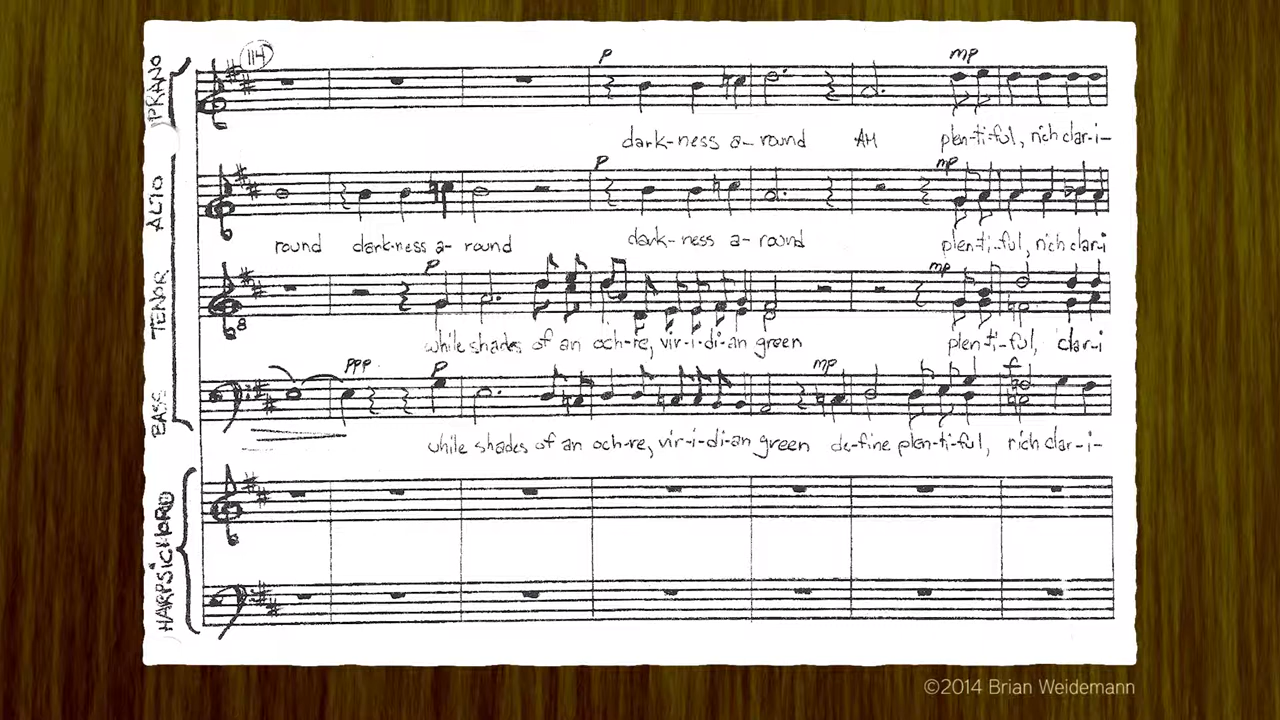 114
p
mp
SOPRANO
dark-ness a-round AH plen-ti-ful, rich clar-i-
p
mp
ALTO
round dark-ness a-round dark-ness a-round plen-ti-ful, rich clar-i
p
mp
TENOR
8
while shades of an och-re, vir-i-di-an green plen-ti-ful, clar-i
ppp p mp f
BASS
while shades of an och-re, vir-i-di-an green de-fine plen-ti-ful, rich clar-i-
HARPSICHORD
©2014 Brian Weidemann